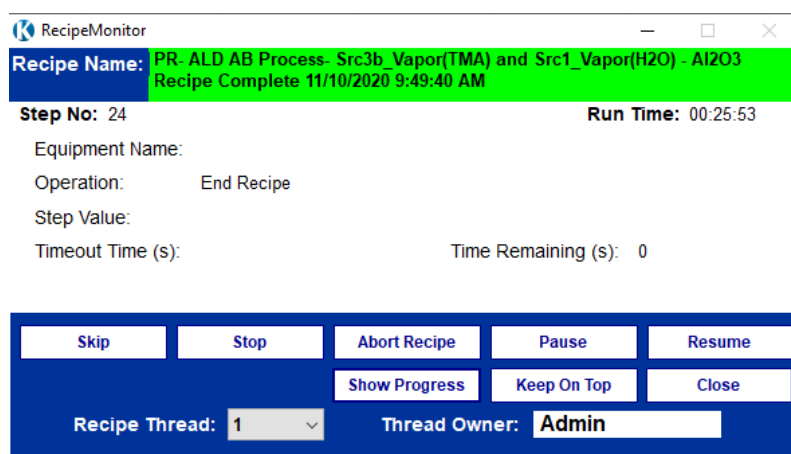 RecipeMonitor
Recipe Name: PR- ALD AB Process- Src3b_Vapor(TMA) and Src1_Vapor(H2O) - Al2O3
Recipe Complete 11/10/2020 9:49:40 AM
Step No: 24 Run Time: 00:25:53
Equipment Name:
Operation: End Recipe
Step Value:
Timeout Time (s): Time Remaining (s): 0
Skip Stop Abort Recipe Pause Resume
Show Progress Keep On Top Close
Recipe Thread: 1 Thread Owner: Admin